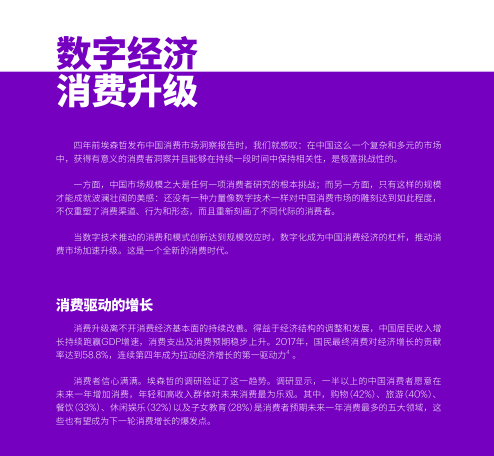 数字经济
消费升级
四年前埃森哲发布中国消费市场洞察报告时，我们就感叹：在中国这么一个复杂和多元的市场
中，获得有意义的消费者洞察并且能够在持续一段时间中保持相关性，是极富挑战性的。
一方面，中国市场规模之大是任何一项消费者研究的根本挑战；而另一方面，只有这样的规模
才能成就波澜壮阔的美感：还没有一种力量像数字技术一样对中国消费市场的雕刻达到如此程度，
不仅重塑了消费渠道、行为和形态，而且重新刻画了不同代际的消费者。
当数字技术推动的消费和模式创新达到规模效应时，数字化成为中国消费经济的杠杆，推动消
费市场加速升级。这是一个全新的消费时代。
消费驱动的增长
消费升级离不开消费经济基本面的持续改善。得益于经济结构的调整和发展，中国居民收入增
长持续跑赢GDP增速，消费支出及消费预期稳步上升。2017年，国民最终消费对经济增长的贡献
率达到58.8%，连续第四年成为拉动经济增长的第一驱动力⁴。
消费者信心满满。埃森哲的调研验证了这一趋势。调研显示，一半以上的中国消费者愿意在
未来一年增加消费，年轻和高收入群体对未来消费最为乐观。其中，购物（42%）、旅游（40%）、
餐饮（33%）、休闲娱乐（32%）以及子女教育（28%）是消费者预期未来一年消费最多的五大领域，这
些也有望成为下一轮消费增长的爆发点。